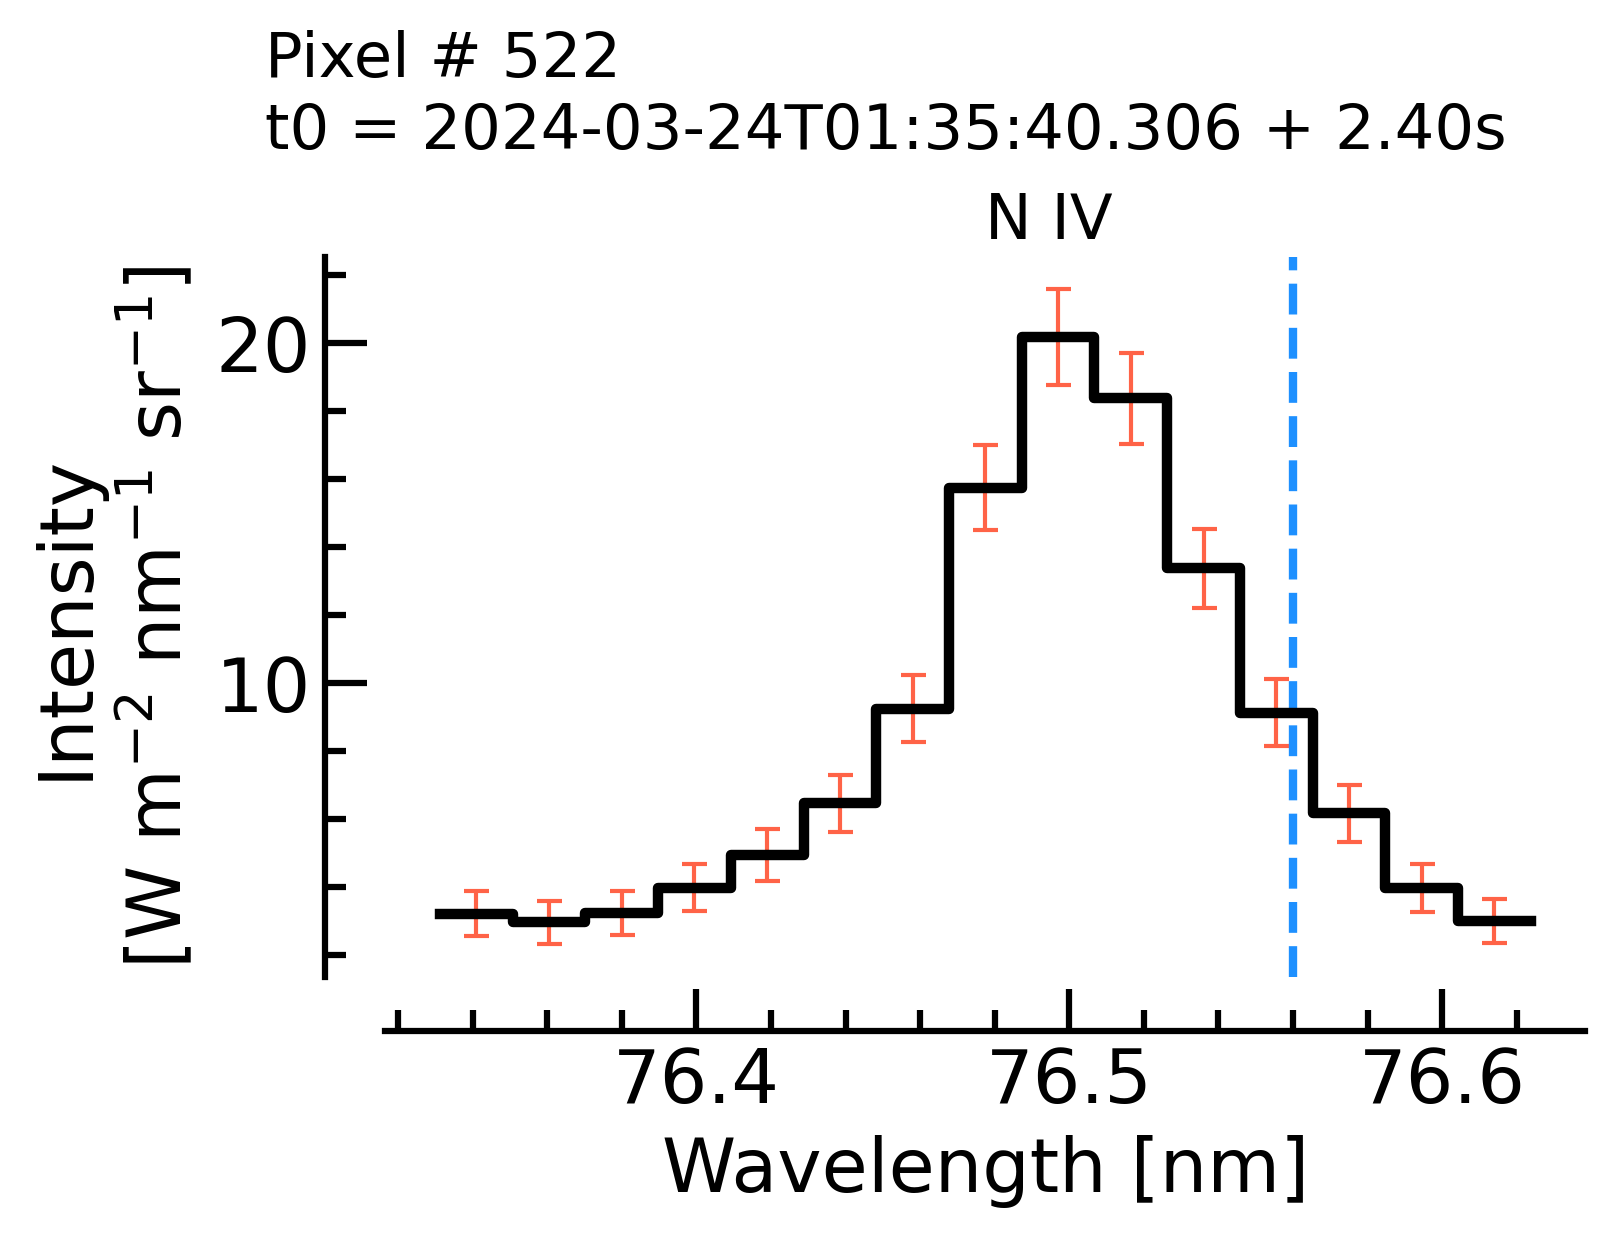 Pixel # 522
t0 = 2024-03-24T01:35:40.306 + 2.40s
N IV
Intensity
[W m⁻² nm⁻¹ sr⁻¹]
20
10
76.4 76.5 76.6
Wavelength [nm]